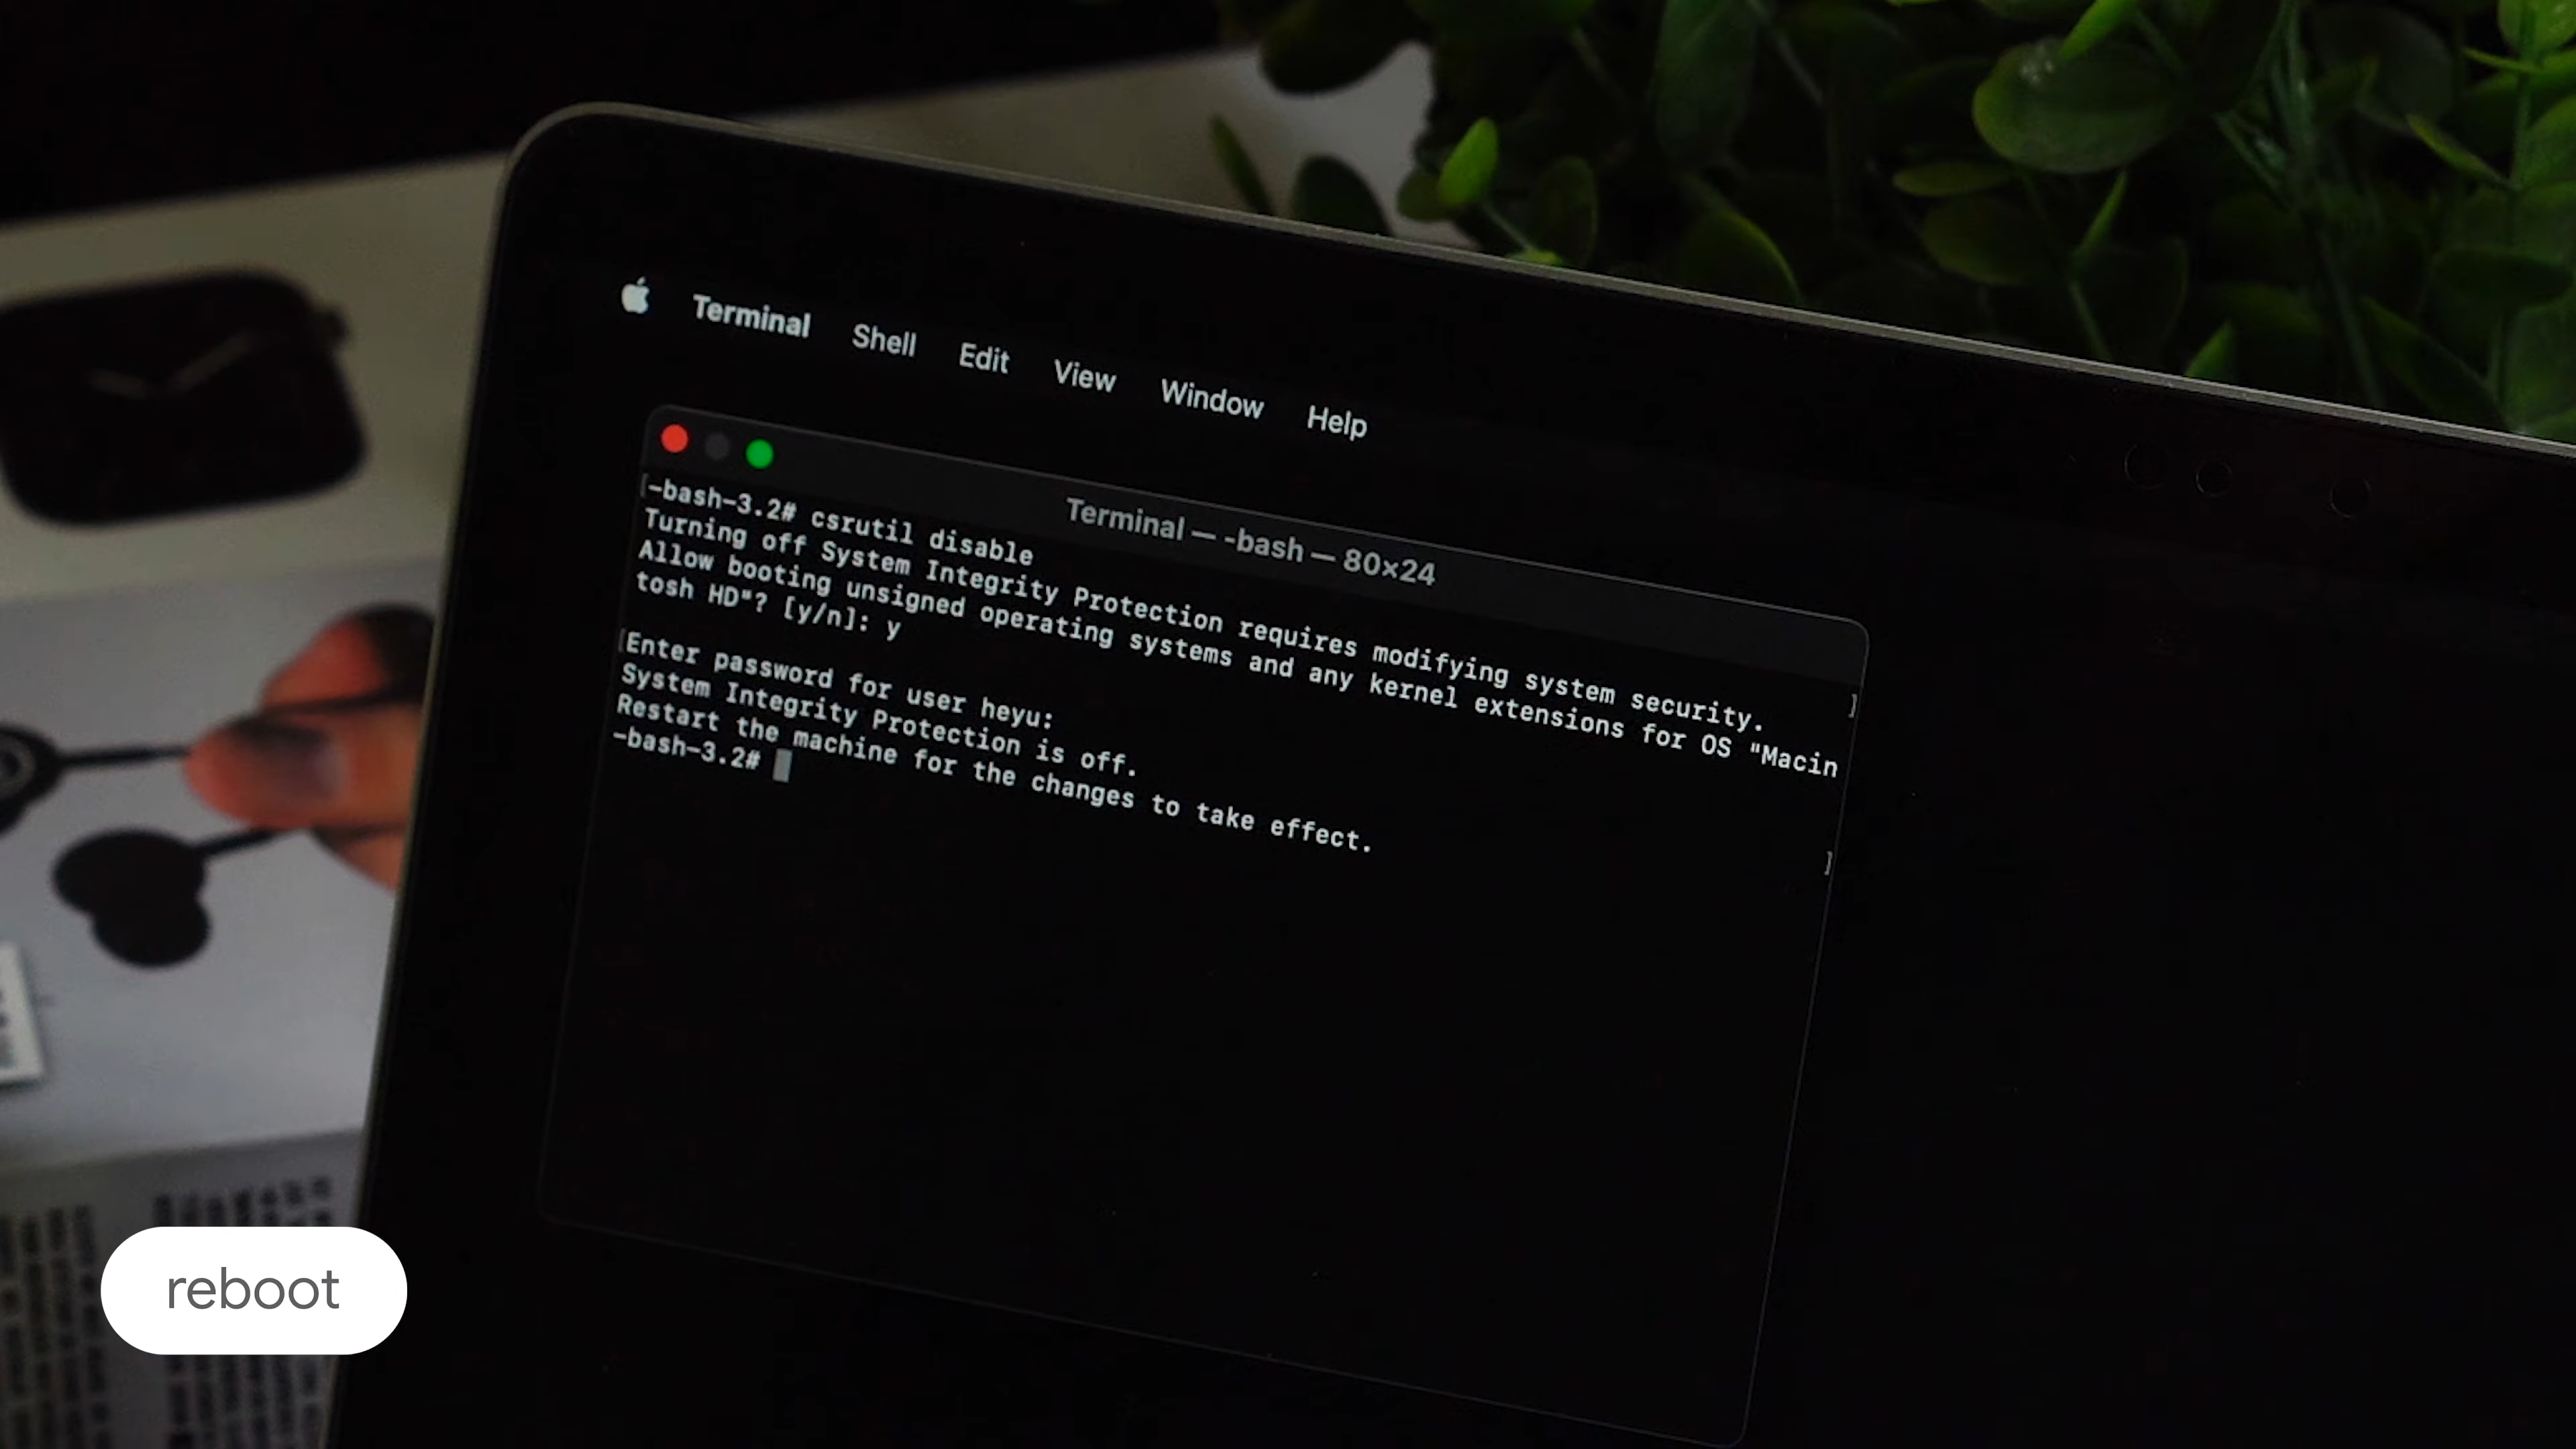 Terminal Shell Edit View Window Help
Terminal — -bash — 80×24
[-bash-3.2# csrutil disable ]
Turning off System Integrity Protection requires modifying system security.
Allow booting unsigned operating systems and any kernel extensions for OS "Macin
tosh HD"? [y/n]: y
[Enter password for user heyu: ]
System Integrity Protection is off.
Restart the machine for the changes to take effect.
-bash-3.2#
reboot